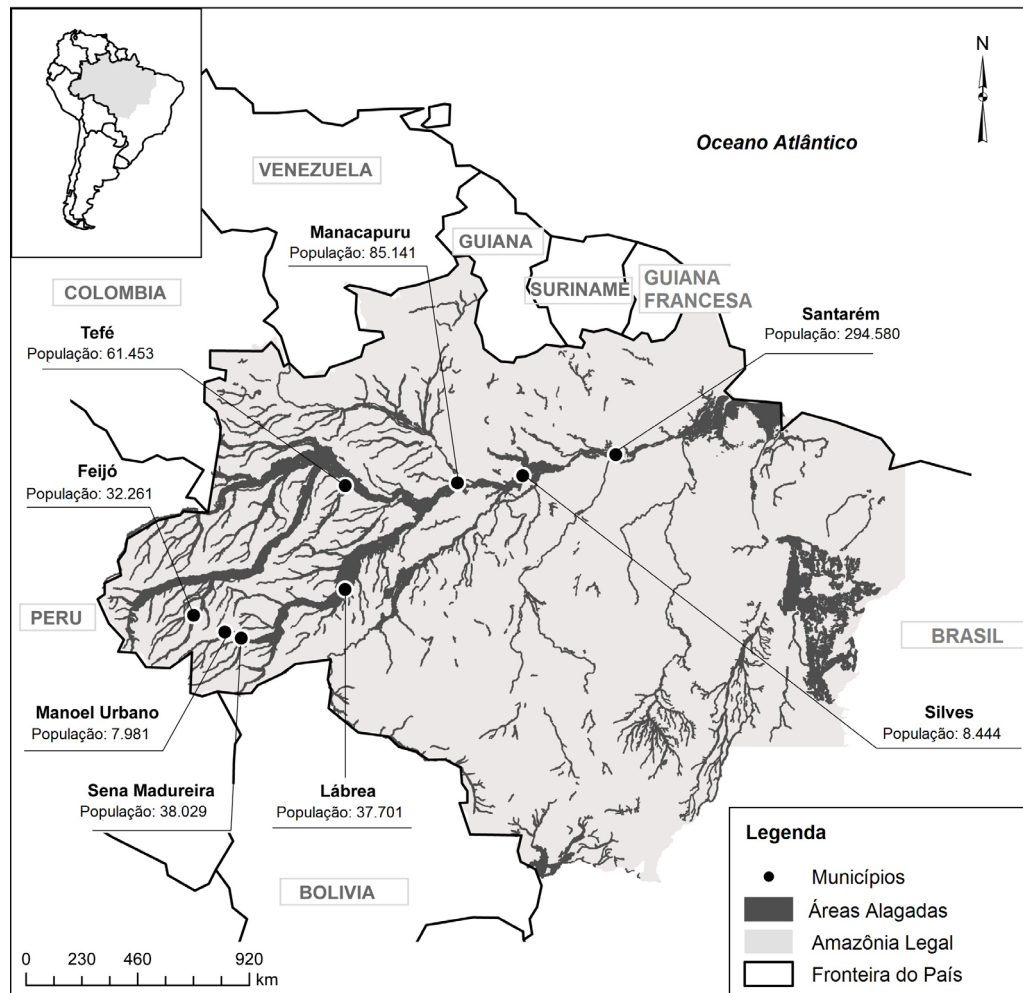 N
Oceano Atlântico
VENEZUELA
Manacapuru
População: 85.141
GUIANA
SURINAME
GUIANA
FRANCESA
COLOMBIA
Santarém
População: 294.580
Tefé
População: 61.453
Feijó
População: 32.261
PERU
BRASIL
Manoel Urbano
População: 7.981
Silves
População: 8.444
Sena Madureira
População: 38.029
Lábrea
População: 37.701
BOLIVIA
Legenda
Municípios
Áreas Alagadas
Amazônia Legal
Fronteira do País
0 230 460 920
km